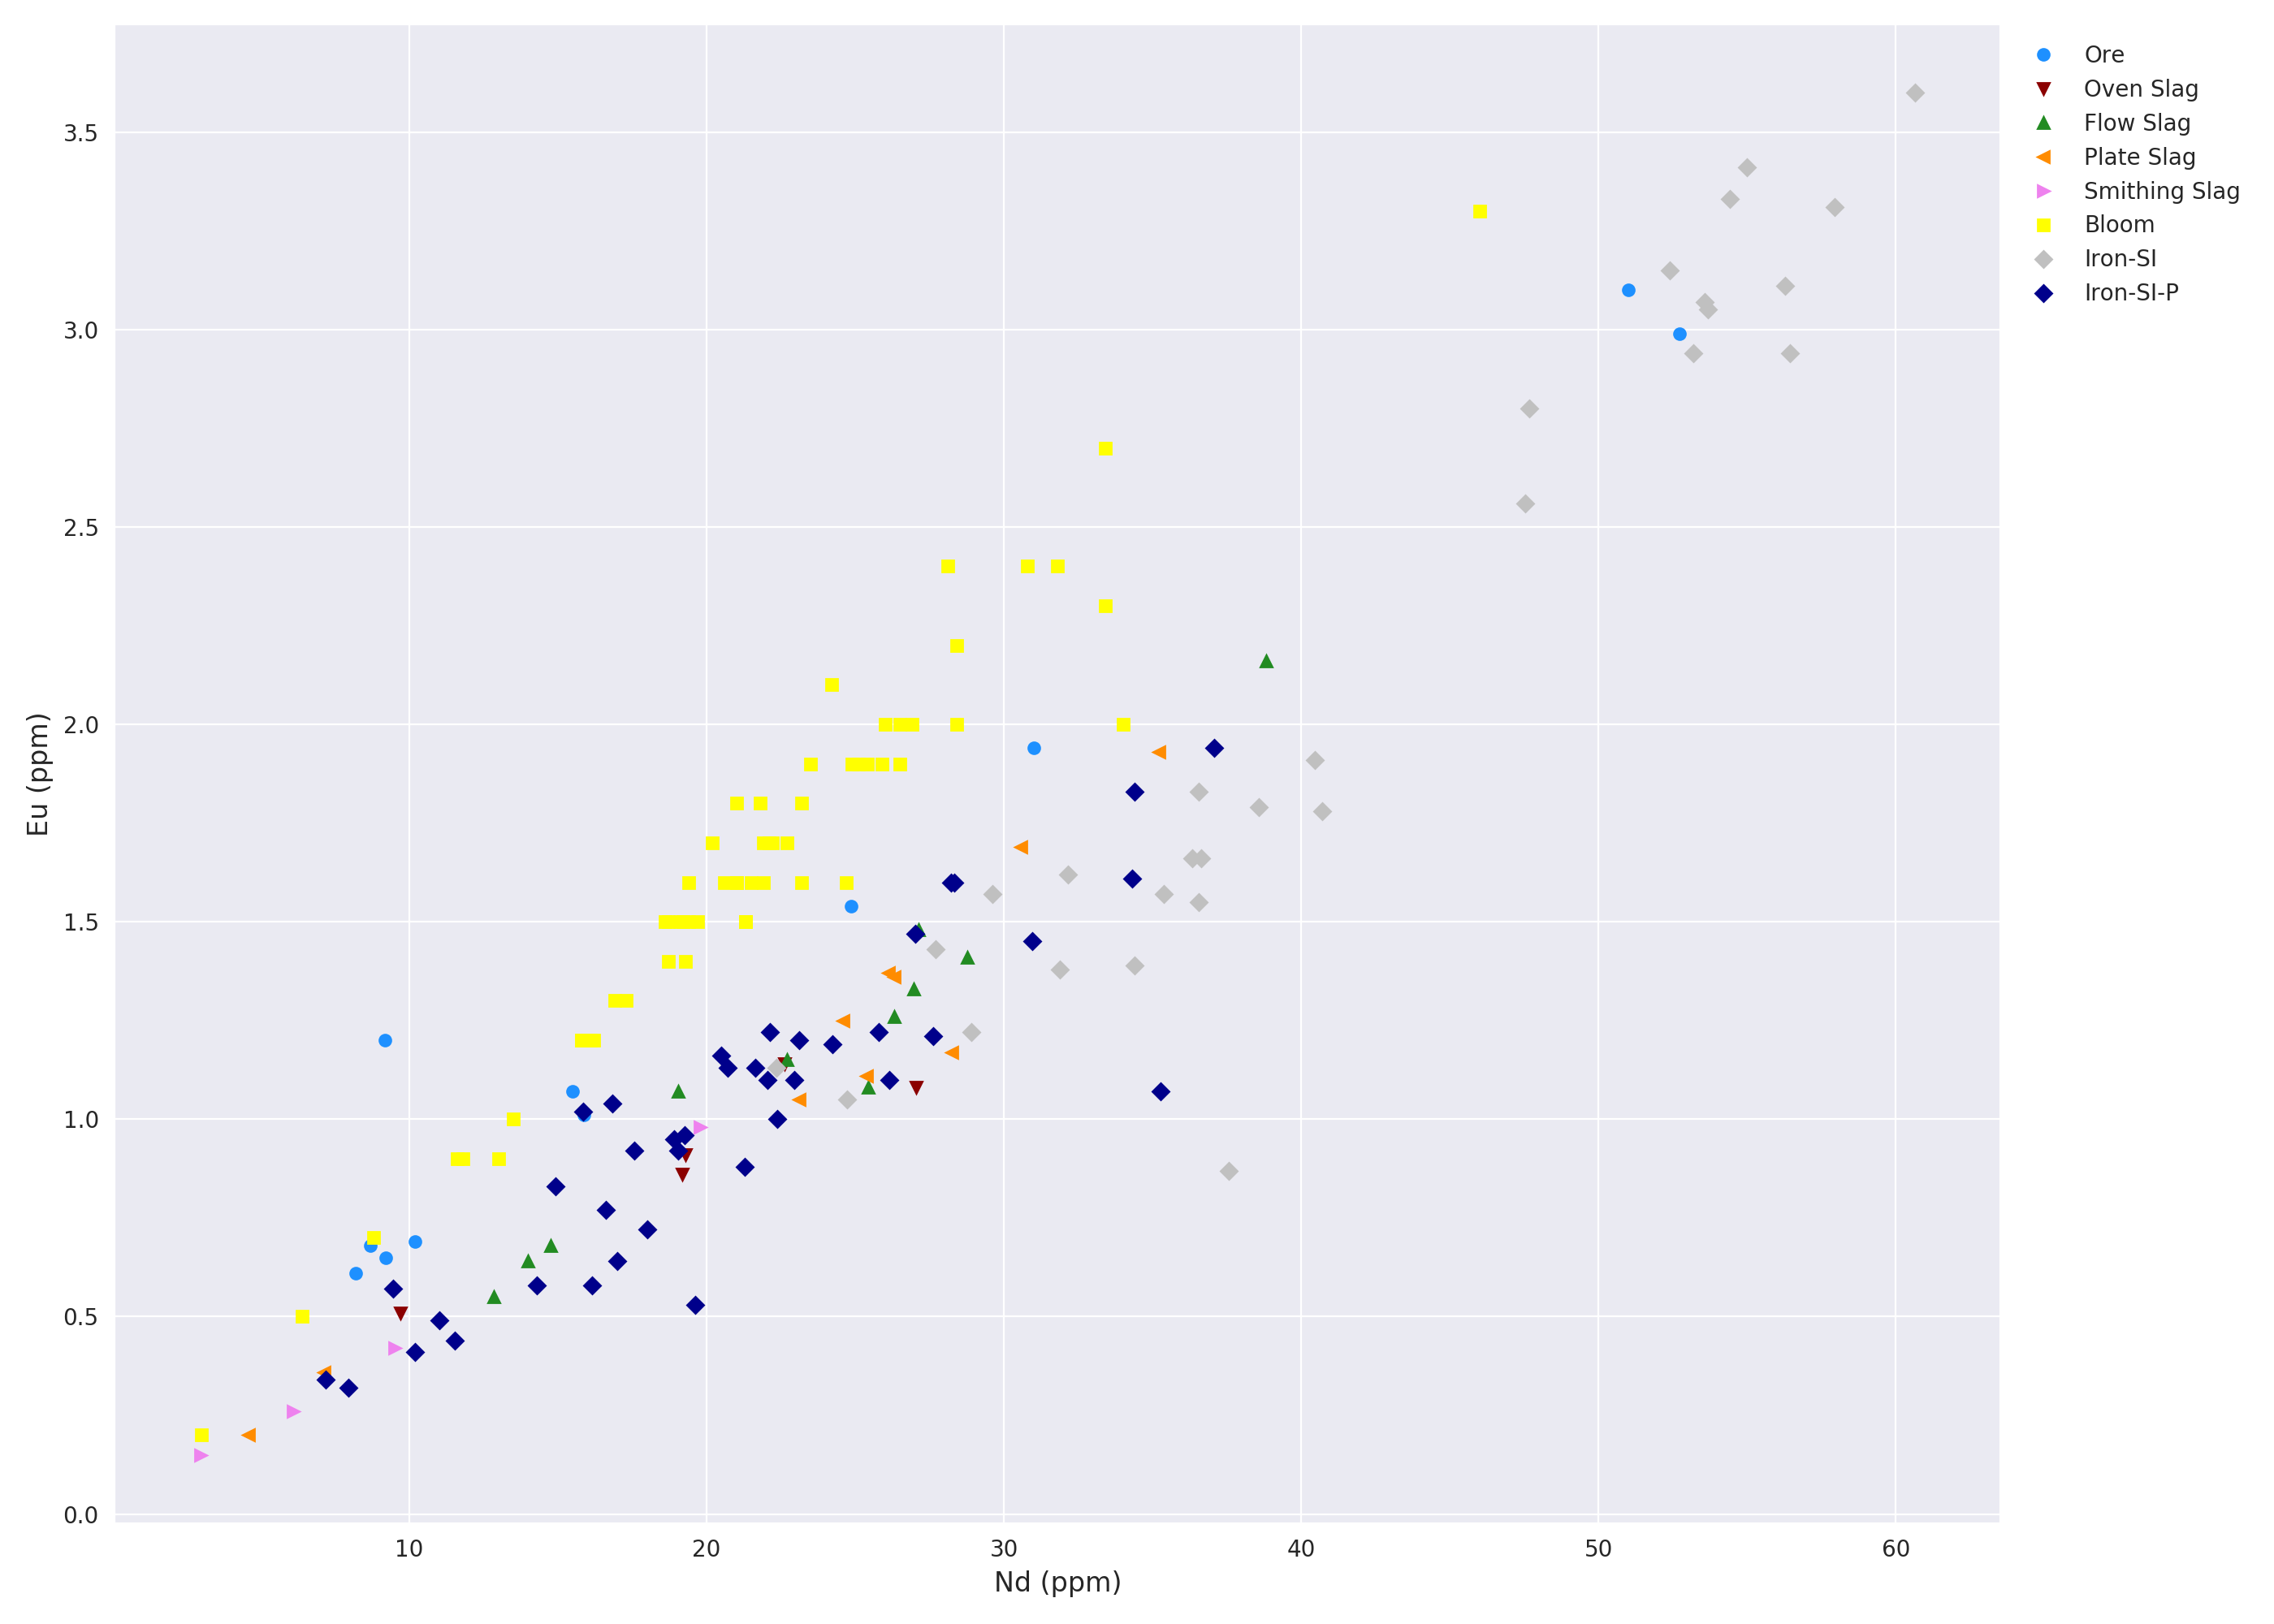 Ore
Oven Slag
Flow Slag
Plate Slag
Smithing Slag
Bloom
Iron-SI
Iron-SI-P
3.5
3.0
2.5
2.0
1.5
1.0
0.5
0.0
Eu (ppm)
10 20 30 40 50 60
Nd (ppm)